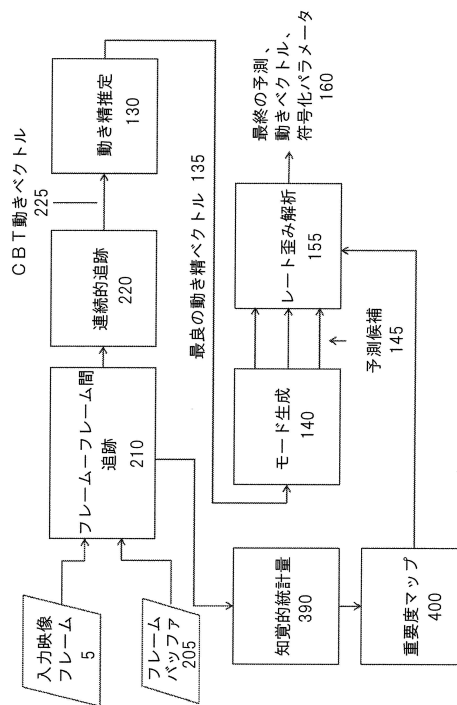 入力映像
フレーム
5
フレーム
バッファ
205
フレームーフレーム間
追跡
210
連続的追跡
220
CBT動きベクトル
225
動き精推定
130
最良の動き精ベクトル 135
知覚的統計量
390
重要度マップ
400
モード生成
140
予測候補
145
レート歪み解析
155
最終の予測、
動きベクトル、
符号化パラメータ
160